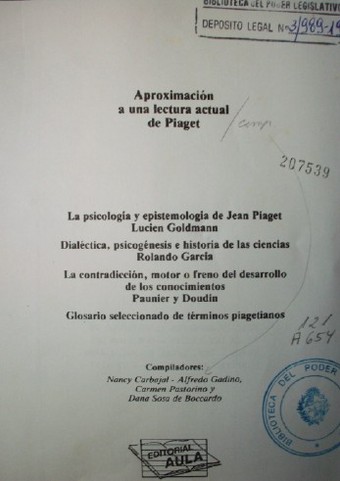 BIBLIOTECA DEL PODER LEGISLATIVO
DEPOSITO LEGAL Nº
Aproximación
a una lectura actual
de Piaget
/comp
207539
La psicología y epistemología de Jean Piaget
Lucien Goldmann
Dialéctica, psicogénesis e historia de las ciencias
Rolando García
La contradicción, motor o freno del desarrollo
de los conocimientos
Paunier y Doudin
Glosario seleccionado de términos piagetianos
121
A654
Compiladores:
Nancy Carbajal - Alfredo Gadino,
Carmen Pastorino y
Dana Sosa de Boccardo
BIBLIOTECA DEL PODER
EDITORIAL
AULA